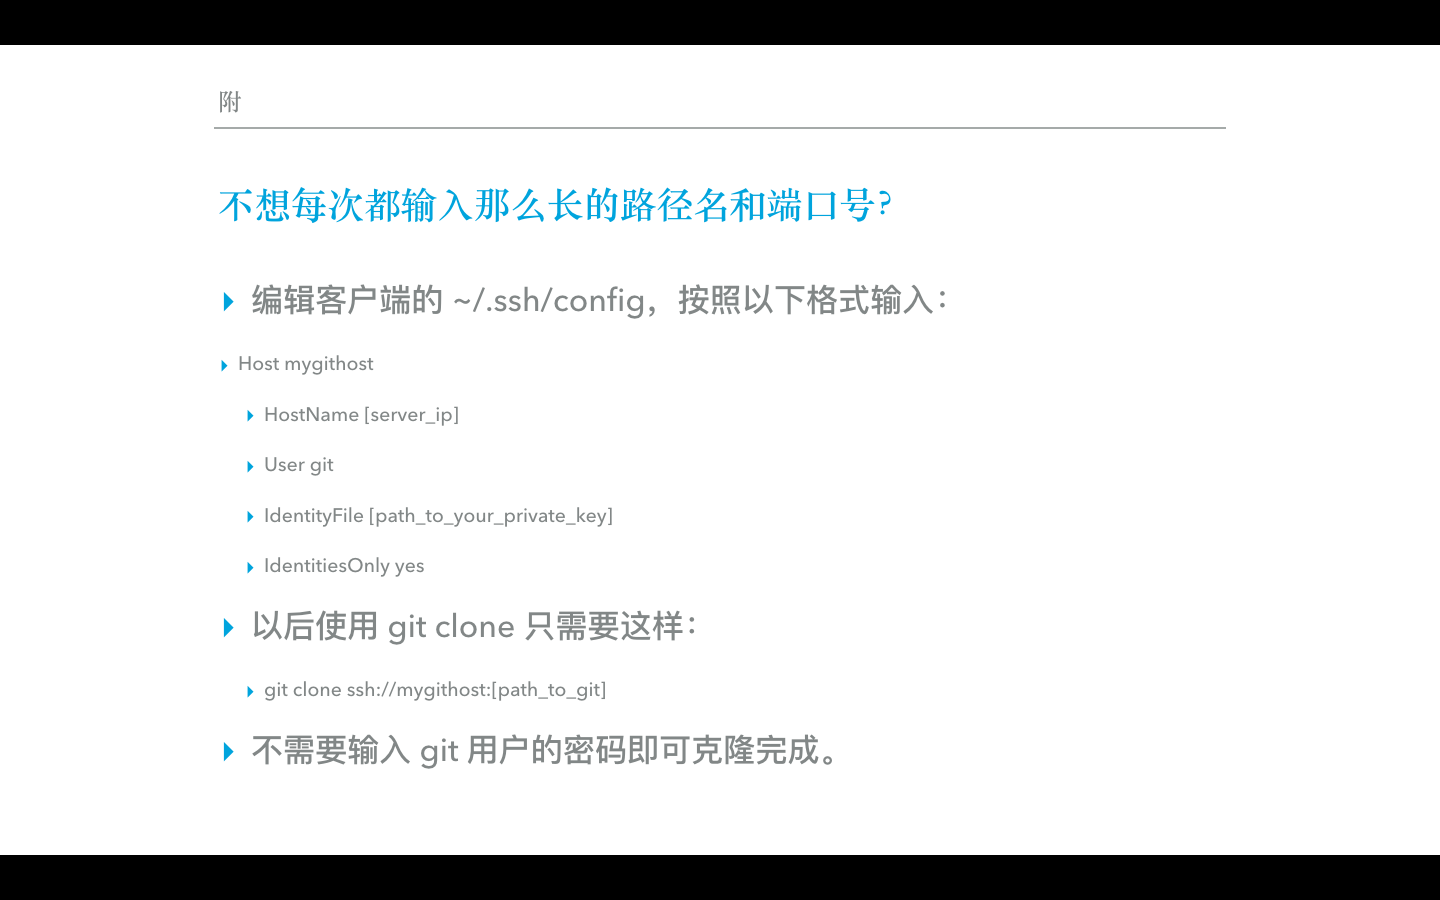 附
不想每次都输入那么长的路径名和端口号?
编辑客户端的 ~/.ssh/config，按照以下格式输入：
Host mygithost
HostName [server_ip]
User git
IdentityFile [path_to_your_private_key]
IdentitiesOnly yes
以后使用 git clone 只需要这样：
git clone ssh://mygithost:[path_to_git]
不需要输入 git 用户的密码即可克隆完成。